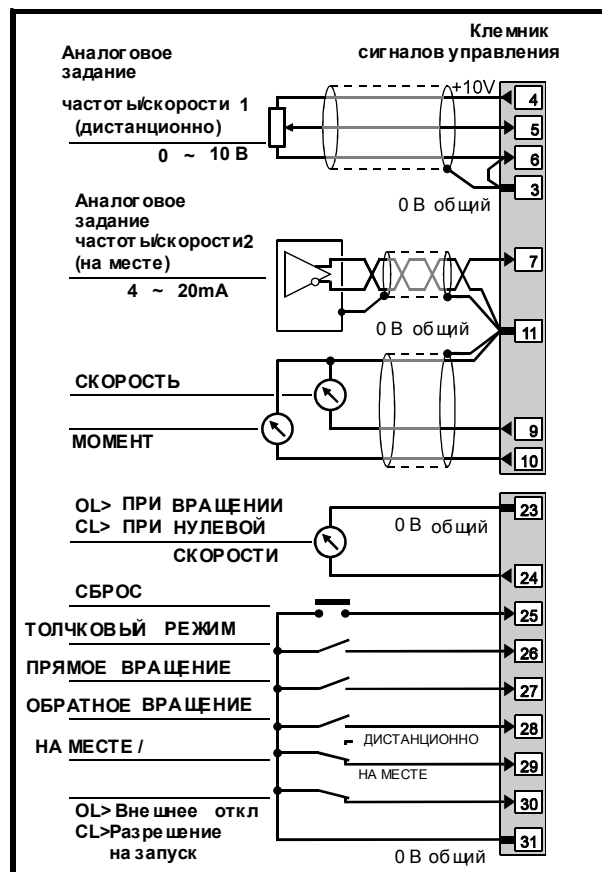 Клемник
сигналов управления
Аналоговое
задание
частоты/скорости 1
(дистанционно)
0 ~ 10 В
+10V
4
5
6
3
0 В общий
Аналоговое
задание
частоты/скорости2
(на месте)
4 ~ 20mA
7
0 В общий
11
СКОРОСТЬ
МОМЕНТ
9
10
OL> ПРИ ВРАЩЕНИИ
CL> ПРИ НУЛЕВОЙ
СКОРОСТИ
23
0 В общий
24
СБРОС
25
ТОЛЧКОВЫЙ РЕЖИМ
26
ПРЯМОЕ ВРАЩЕНИЕ
27
ОБРАТНОЕ ВРАЩЕНИЕ
28
НА МЕСТЕ /
ДИСТАНЦИОННО
29
НА МЕСТЕ
30
OL>Внешнее откл
CL>Разрешение
на запуск
31
0 В общий